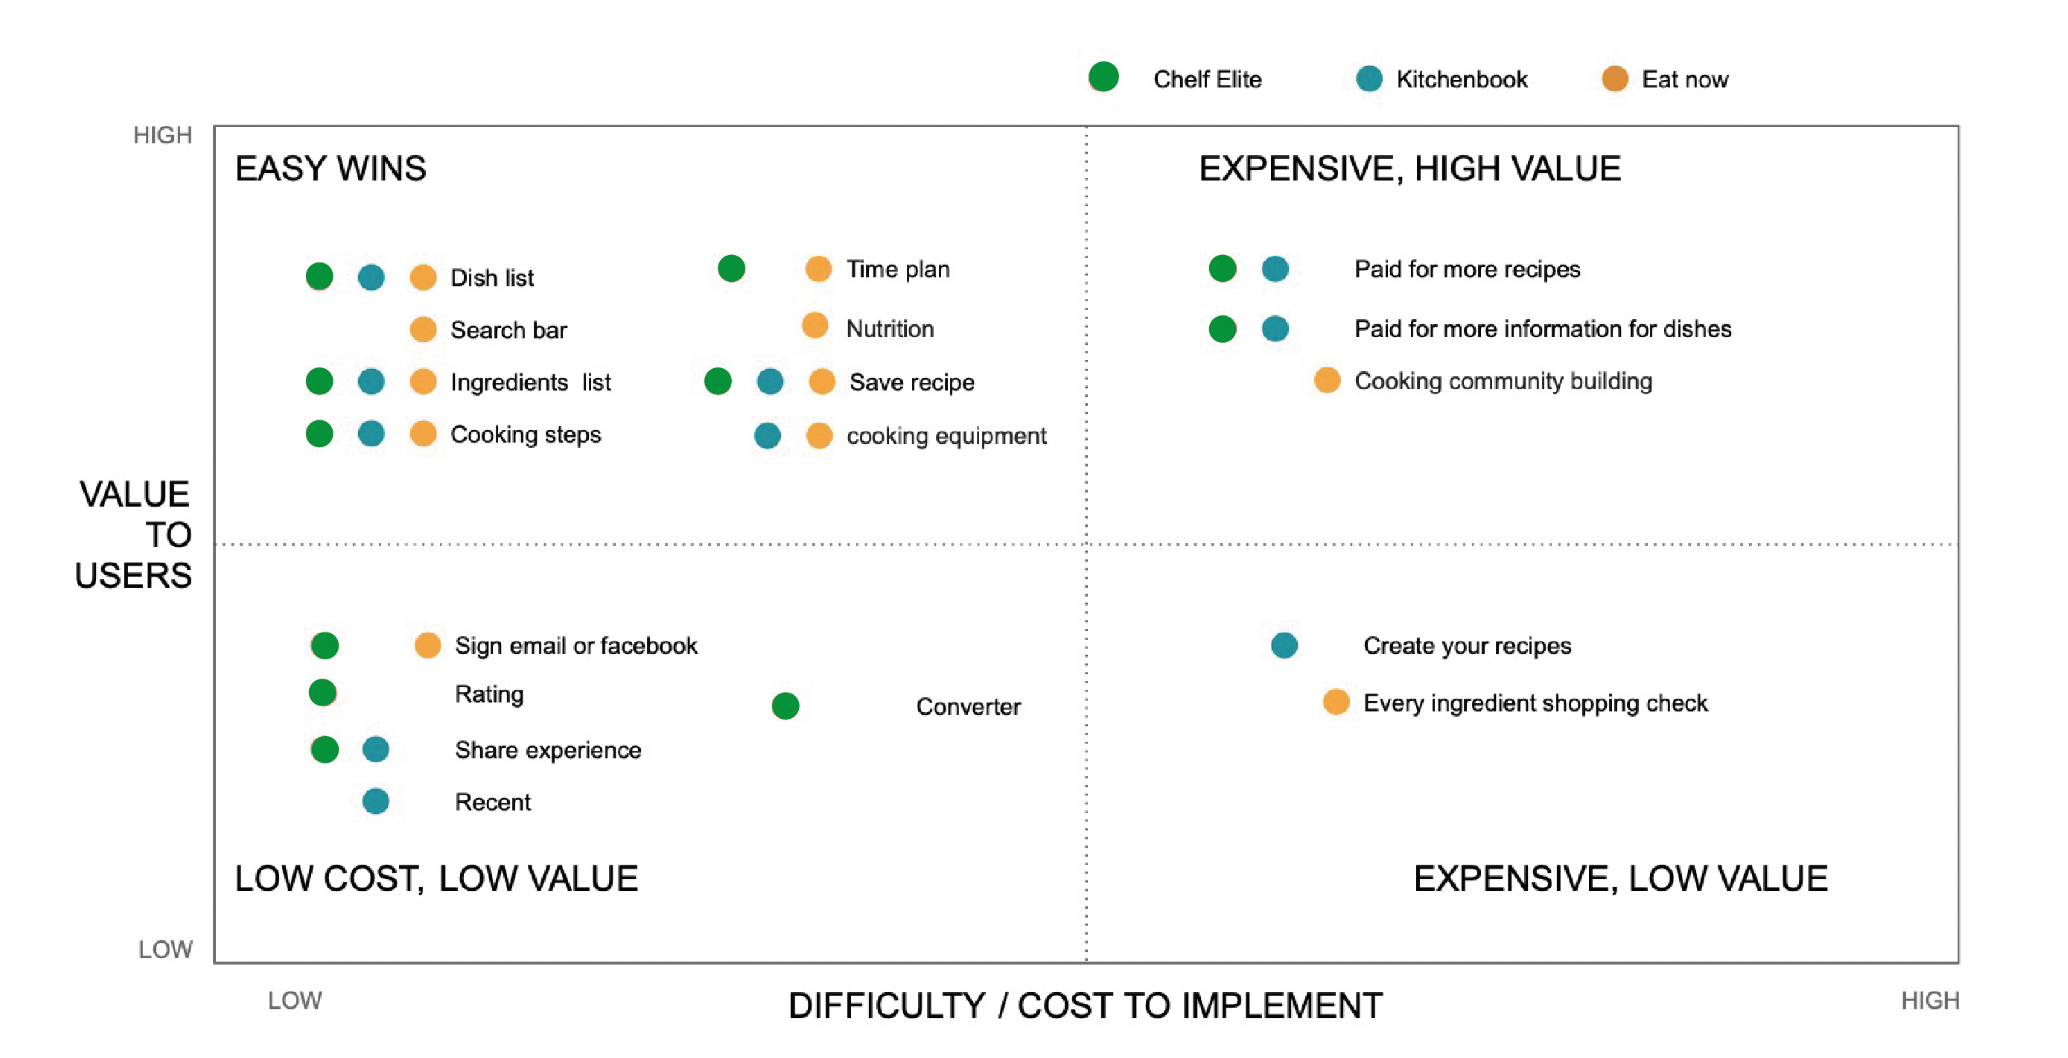 Chelf Elite
Kitchenbook
Eat now
HIGH
EASY WINS
EXPENSIVE, HIGH VALUE
Dish list
Search bar
Ingredients list
Cooking steps
Time plan
Nutrition
Save recipe
cooking equipment
Paid for more recipes
Paid for more information for dishes
Cooking community building
VALUE
TO
USERS
Sign email or facebook
Rating
Share experience
Recent
Converter
Create your recipes
Every ingredient shopping check
LOW COST, LOW VALUE
EXPENSIVE, LOW VALUE
LOW
LOW
DIFFICULTY / COST TO IMPLEMENT
HIGH